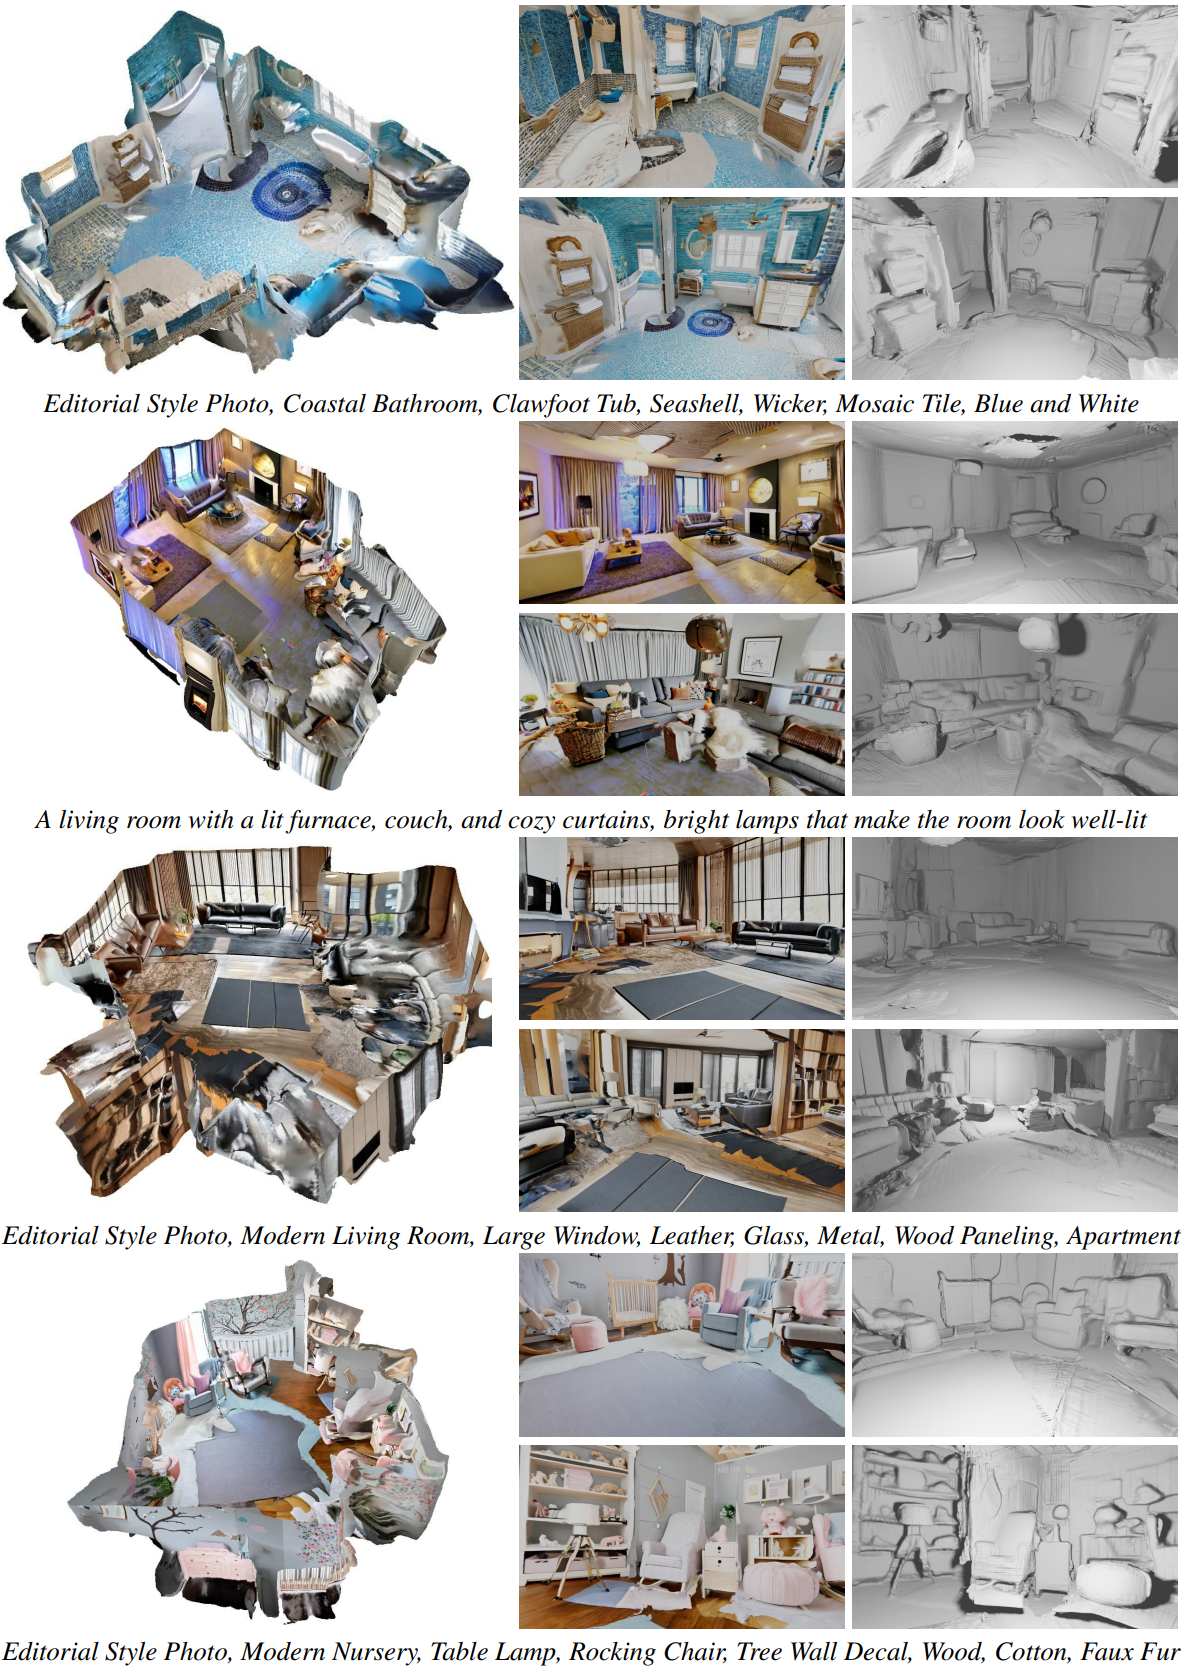 Editorial Style Photo, Coastal Bathroom, Clawfoot Tub, Seashell, Wicker, Mosaic Tile, Blue and White
A living room with a lit furnace, couch, and cozy curtains, bright lamps that make the room look well-lit
Editorial Style Photo, Modern Living Room, Large Window, Leather, Glass, Metal, Wood Paneling, Apartment
Editorial Style Photo, Modern Nursery, Table Lamp, Rocking Chair, Tree Wall Decal, Wood, Cotton, Faux Fur